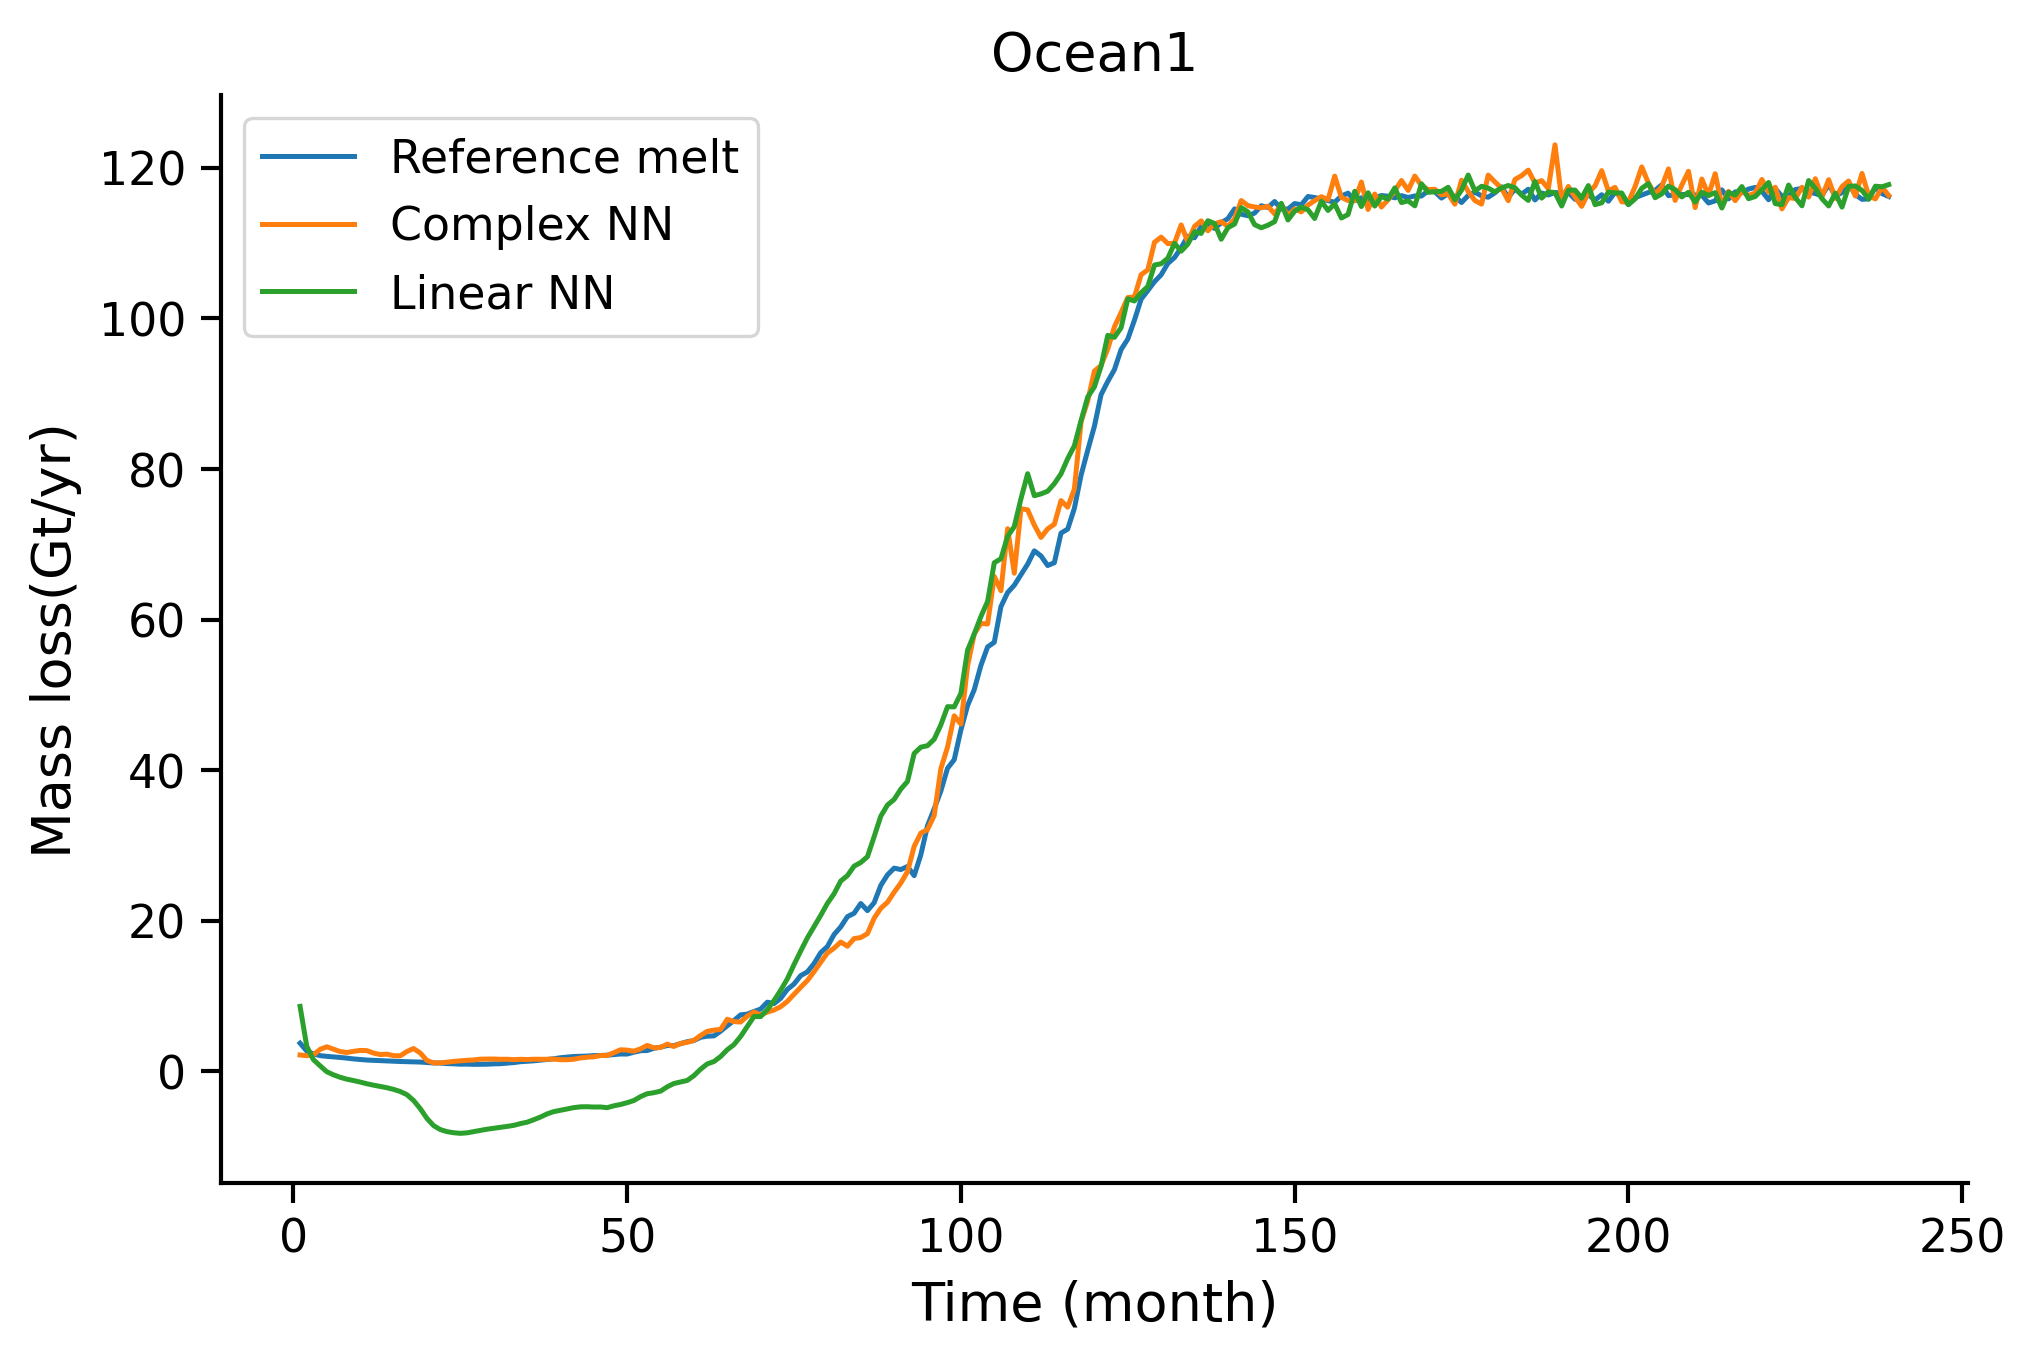 Ocean1
Reference melt
Complex NN
Linear NN
120
100
80
60
40
20
0
Mass loss(Gt/yr)
0 50 100 150 200 250
Time (month)